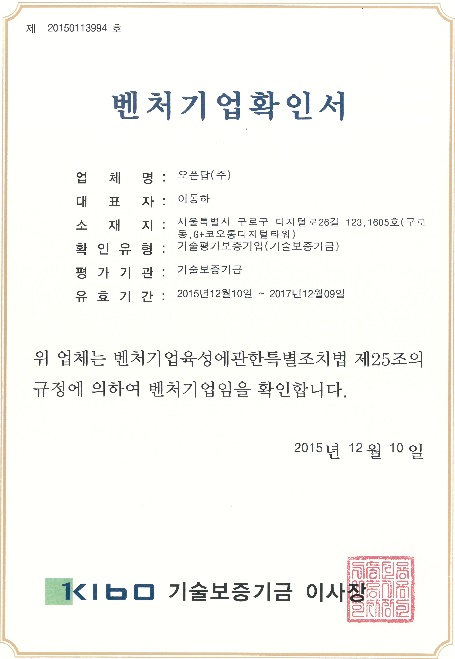 제 20150113994 호
벤처기업확인서
업 체 명 : 오픈답(주)
대 표 자 : 이동하
소 재 지 : 서울특별시 구로구 디지털로26길 123,1605호(구로
동,G+코오롱디지털타워)
확 인 유 형 : 기술평가보증기업(기술보증기금)
평 가 기 관 : 기술보증기금
유 효 기 간 : 2015년12월10일 ~ 2017년12월09일
위 업체는 벤처기업육성에관한특별조치법 제25조의
규정에 의하여 벤처기업임을 확인합니다.
2015년 12월 10일
KIBO 기술보증기금 이사장